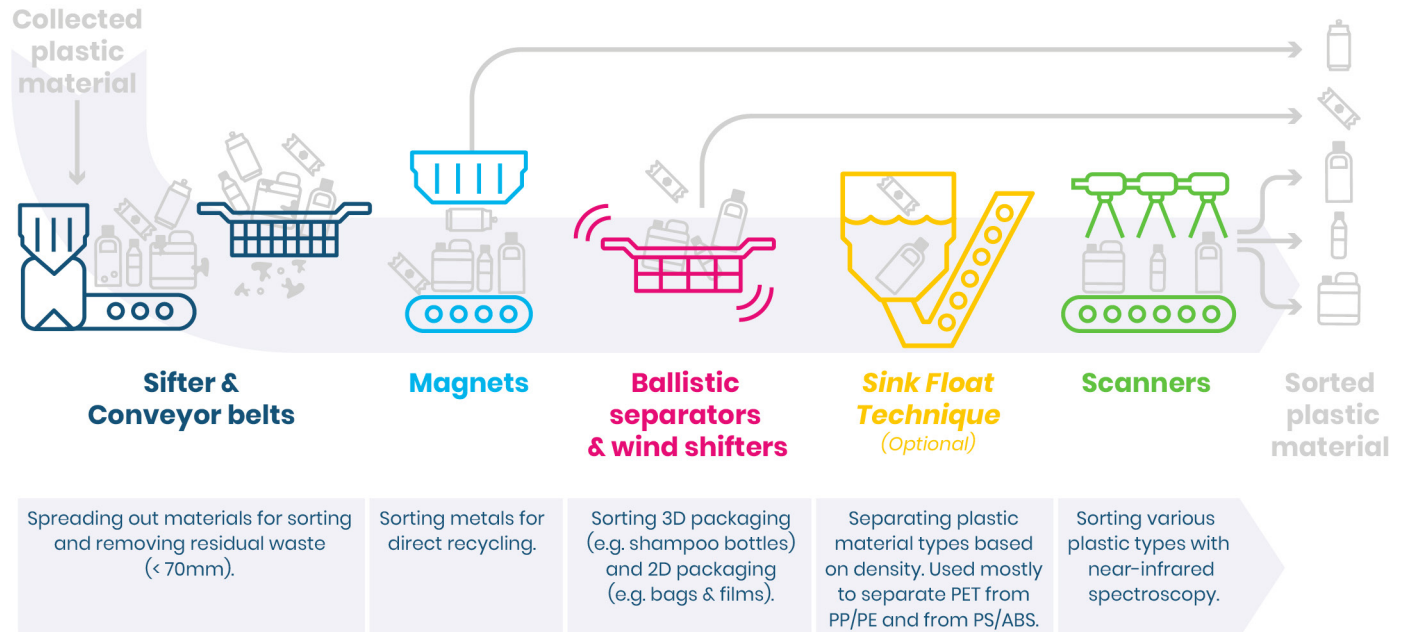 Collected
plastic
material
Sifter &
Conveyor belts
Magnets
Ballistic
separators
& wind shifters
Sink Float
Technique
(Optional)
Scanners
Sorted
plastic
material
Spreading out materials for sorting
and removing residual waste
(< 70mm).
Sorting metals for
direct recycling.
Sorting 3D packaging
(e.g. shampoo bottles)
and 2D packaging
(e.g. bags & films).
Separating plastic
material types based
on density. Used mostly
to separate PET from
PP/PE and from PS/ABS.
Sorting various
plastic types with
near-infrared
spectroscopy.